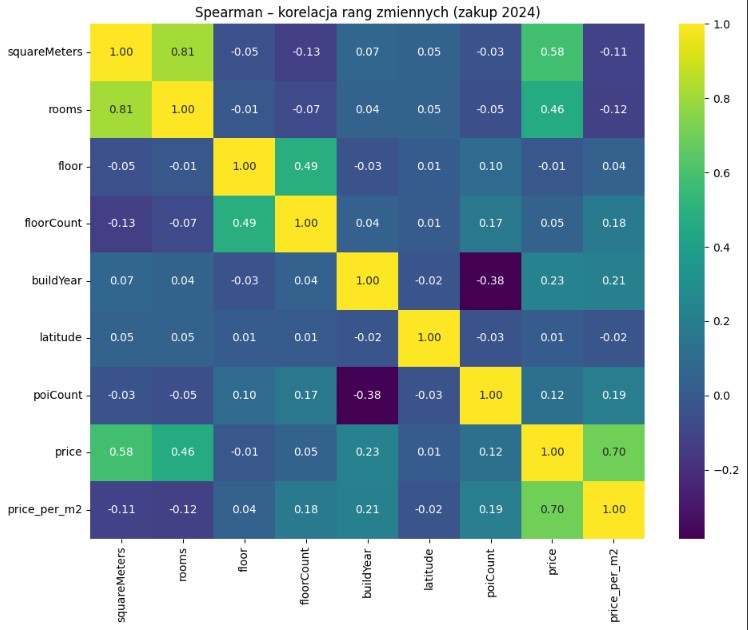 Spearman – korelacja rang zmiennych (zakup 2024)
squareMeters 1.00 0.81 -0.05 -0.13 0.07 0.05 -0.03 0.58 -0.11
rooms 0.81 1.00 -0.01 -0.07 0.04 0.05 -0.05 0.46 -0.12
floor -0.05 -0.01 1.00 0.49 -0.03 0.01 0.10 -0.01 0.04
floorCount -0.13 -0.07 0.49 1.00 0.04 0.01 0.17 0.05 0.18
buildYear 0.07 0.04 -0.03 0.04 1.00 -0.02 -0.38 0.23 0.21
latitude 0.05 0.05 0.01 0.01 -0.02 1.00 -0.03 0.01 -0.02
poiCount -0.03 -0.05 0.10 0.17 -0.38 -0.03 1.00 0.12 0.19
price 0.58 0.46 -0.01 0.05 0.23 0.01 0.12 1.00 0.70
price_per_m2 -0.11 -0.12 0.04 0.18 0.21 -0.02 0.19 0.70 1.00
squareMeters
rooms
floor
floorCount
buildYear
latitude
poiCount
price
price_per_m2
1.0
0.8
0.6
0.4
0.2
0.0
−0.2